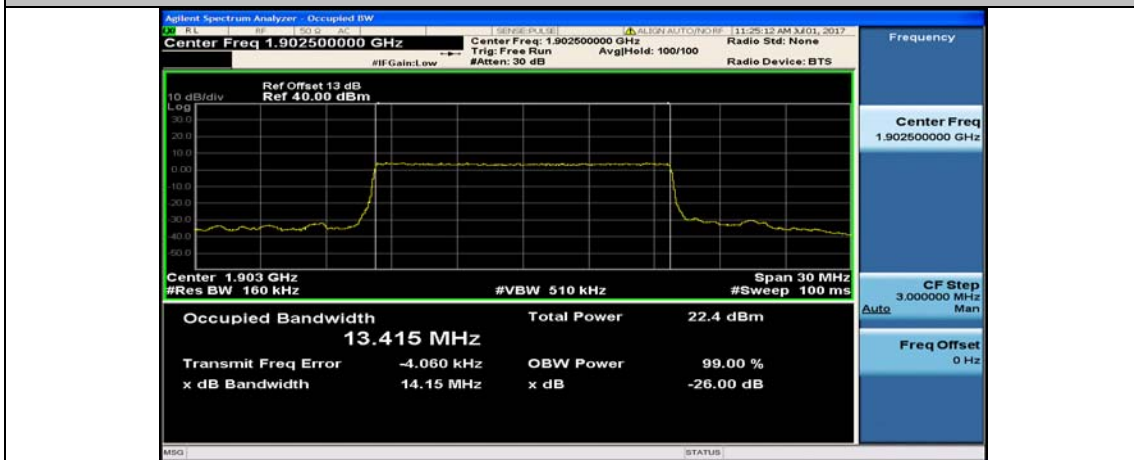 Agilent Spectrum Analyzer - Occupied BW
RL RF 50 Ω AC SENSE:PULSE ALIGN AUTO/NO RF 11:25:12 AM Jul 01, 2017
Center Freq 1.902500000 GHz
Center Freq: 1.902500000 GHz
Radio Std: None
Trig: Free Run Avg|Hold: 100/100
#IFGain:Low #Atten: 30 dB Radio Device: BTS
Ref Offset 13 dB
10 dB/div Ref 40.00 dBm
Log
30.0
20.0
10.0
0.00
-10.0
-20.0
-30.0
-40.0
-50.0
Center 1.903 GHz Span 30 MHz
#Res BW 160 kHz #VBW 510 kHz #Sweep 100 ms
Occupied Bandwidth Total Power 22.4 dBm
13.415 MHz
Transmit Freq Error -4.060 kHz OBW Power 99.00 %
x dB Bandwidth 14.15 MHz x dB -26.00 dB
MSG STATUS
Frequency
Center Freq
1.902500000 GHz
CF Step
3.000000 MHz
Auto Man
Freq Offset
0 Hz